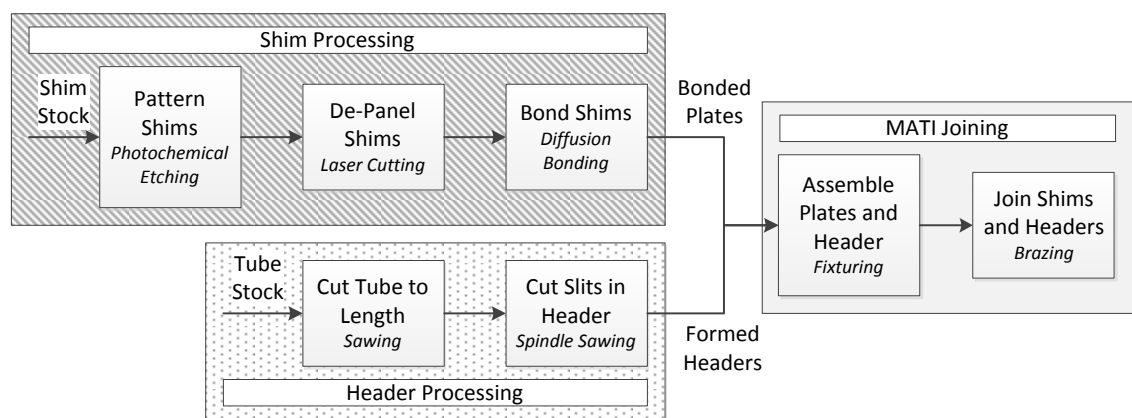 Shim Processing
Shim
Stock
Pattern
Shims
Photochemical
Etching
De-Panel
Shims
Laser Cutting
Bond Shims
Diffusion
Bonding
Bonded
Plates
Tube
Stock
Cut Tube to
Length
Sawing
Cut Slits in
Header
Spindle Sawing
Header Processing
Formed
Headers
MATI Joining
Assemble
Plates and
Header
Fixturing
Join Shims
and Headers
Brazing